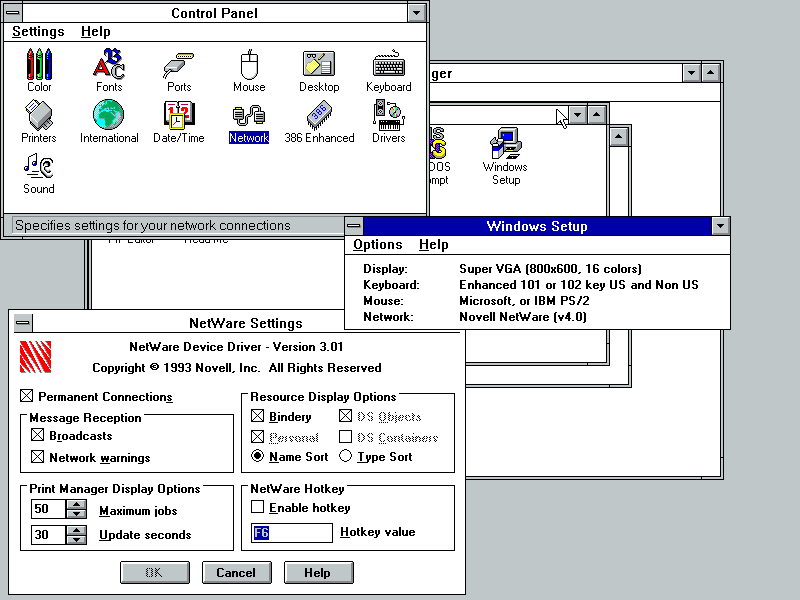 Control Panel
Settings Help
Color Fonts Ports Mouse Desktop Keyboard
Printers International Date/Time Network 386 Enhanced Drivers
Sound
Specifies settings for your network connections
ger
DOS
mpt
Windows
Setup
Windows Setup
Options Help
Display: Super VGA (800x600, 16 colors)
Keyboard: Enhanced 101 or 102 key US and Non US
Mouse: Microsoft, or IBM PS/2
Network: Novell NetWare (v4.0)
NetWare Settings
NetWare Device Driver - Version 3.01
Copyright © 1993 Novell, Inc. All Rights Reserved
Permanent Connections
Message Reception
Broadcasts
Network warnings
Resource Display Options
Bindery DS Objects
Personal DS Containers
Name Sort Type Sort
Print Manager Display Options
50 Maximum jobs
30 Update seconds
NetWare Hotkey
Enable hotkey
F6 Hotkey value
OK Cancel Help